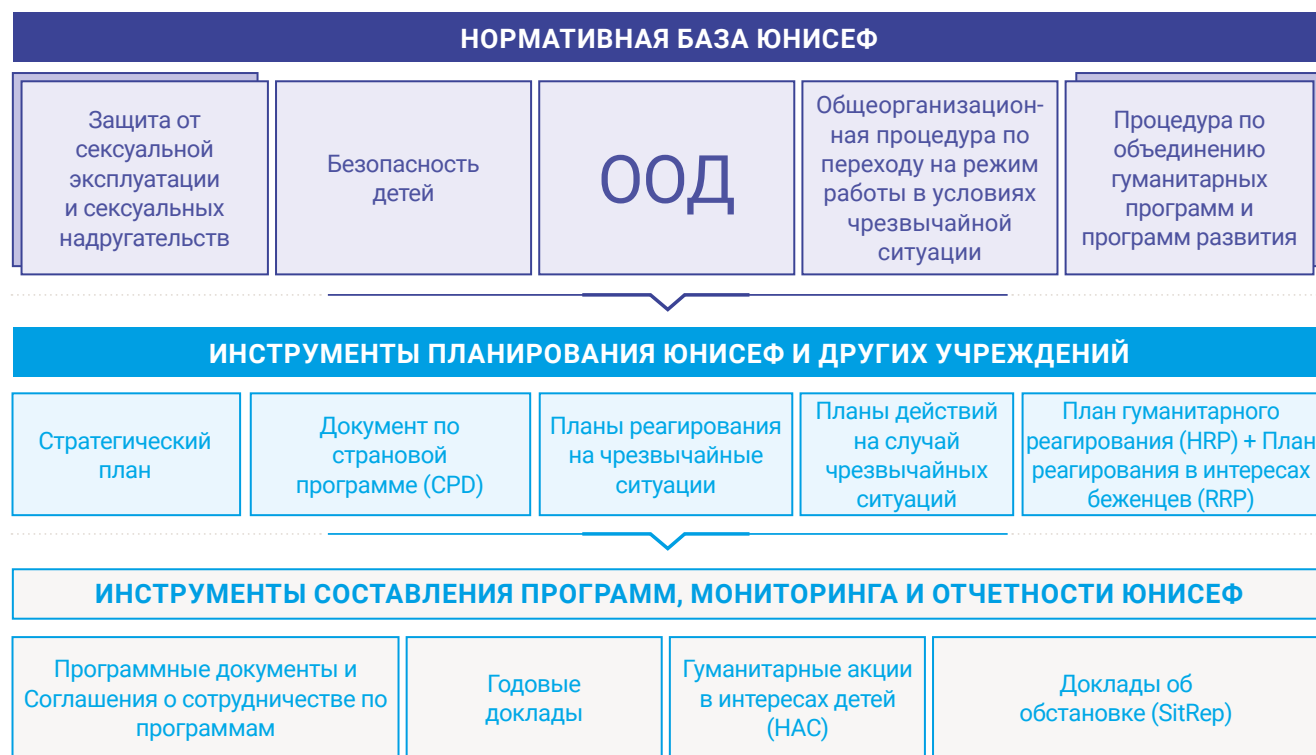 НОРМАТИВНАЯ БАЗА ЮНИСЕФ
Защита от
сексуальной
эксплуатации
и сексуальных
надругательств
Безопасность
детей
ООД
Общеорганизацион-
ная процедура по
переходу на режим
работы в условиях
чрезвычайной
ситуации
Процедура по
объединению
гуманитарных
программ и
программ развития
ИНСТРУМЕНТЫ ПЛАНИРОВАНИЯ ЮНИСЕФ И ДРУГИХ УЧРЕЖДЕНИЙ
Стратегический
план
Документ по
страновой
программе (CPD)
Планы реагирования
на чрезвычайные
ситуации
Планы действий
на случай
чрезвычайных
ситуаций
План гуманитарного
реагирования (HRP) + План
реагирования в интересах
беженцев (RRP)
ИНСТРУМЕНТЫ СОСТАВЛЕНИЯ ПРОГРАММ, МОНИТОРИНГА И ОТЧЕТНОСТИ ЮНИСЕФ
Программные документы и
Соглашения о сотрудничестве по
программам
Годовые
доклады
Гуманитарные акции
в интересах детей
(HAC)
Доклады об
обстановке (SitRep)